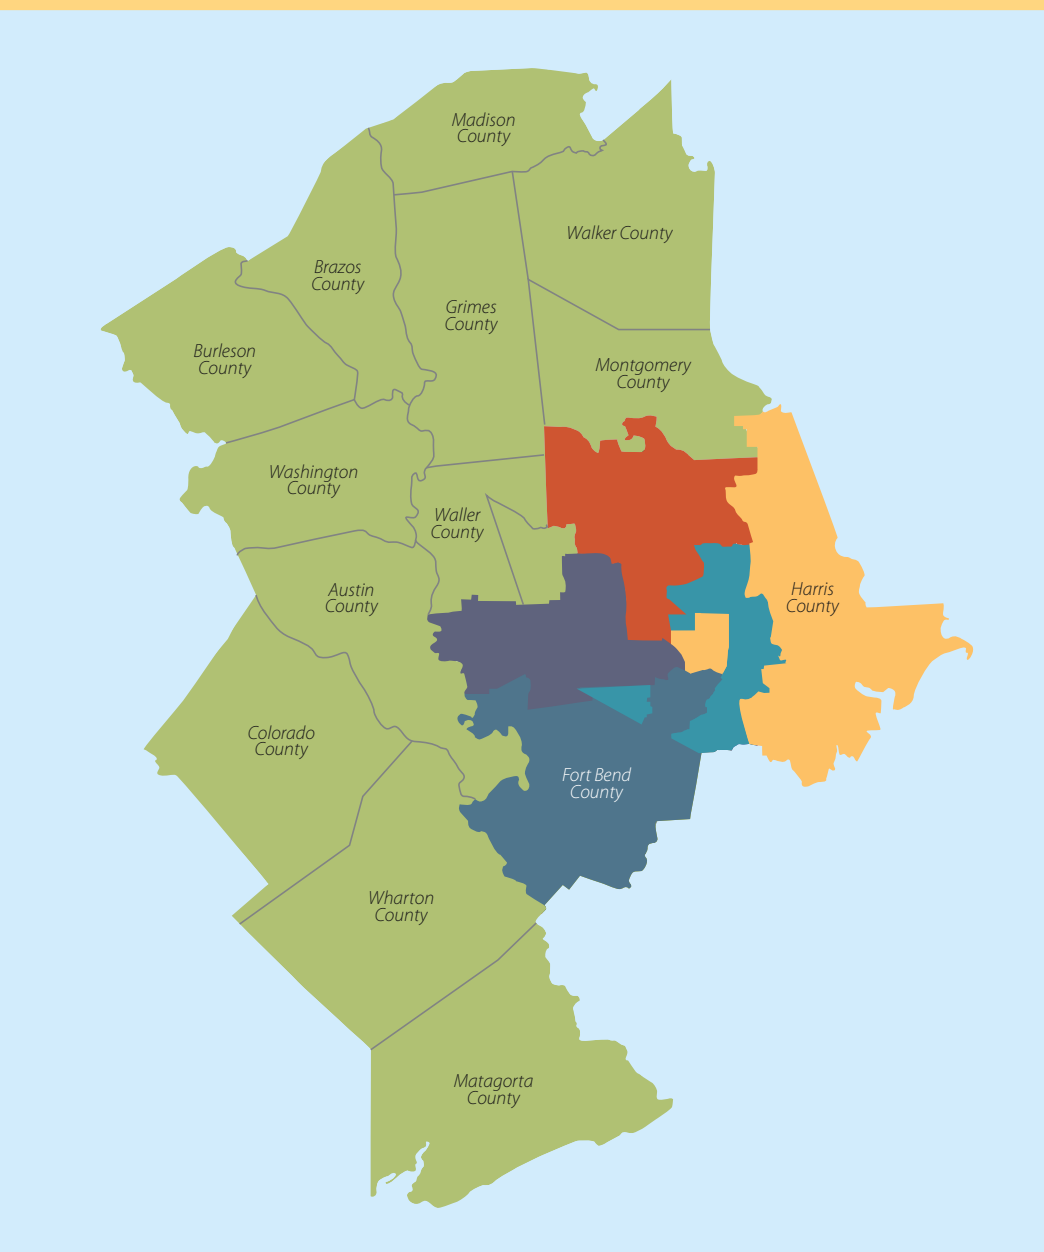 Madison
County
Walker County
Brazos
County
Grimes
County
Burleson
County
Montgomery
County
Washington
County
Waller
County
Austin
County
Harris
County
Colorado
County
Fort Bend
County
Wharton
County
Matagorta
County